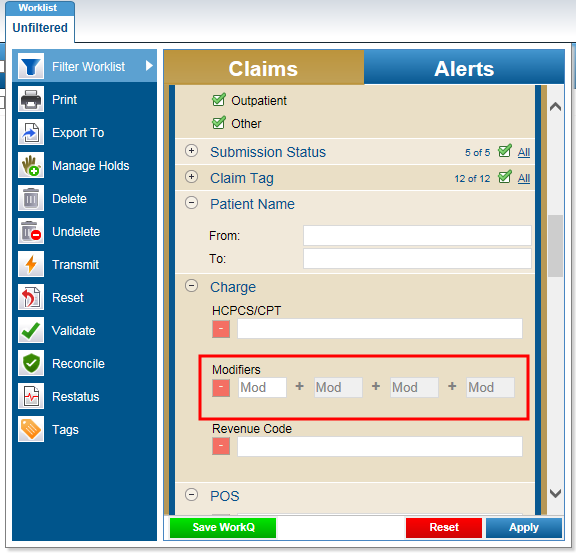 Worklist
Unfiltered
Filter Worklist
Print
Export To
Manage Holds
Delete
Undelete
Transmit
Reset
Validate
Reconcile
Restatus
Tags
Claims Alerts
Outpatient
Other
Submission Status 5 of 5 All
Claim Tag 12 of 12 All
Patient Name
From:
To:
Charge
HCPCS/CPT
-
Modifiers
- Mod + Mod + Mod + Mod
Revenue Code
-
POS
Save WorkQ Reset Apply